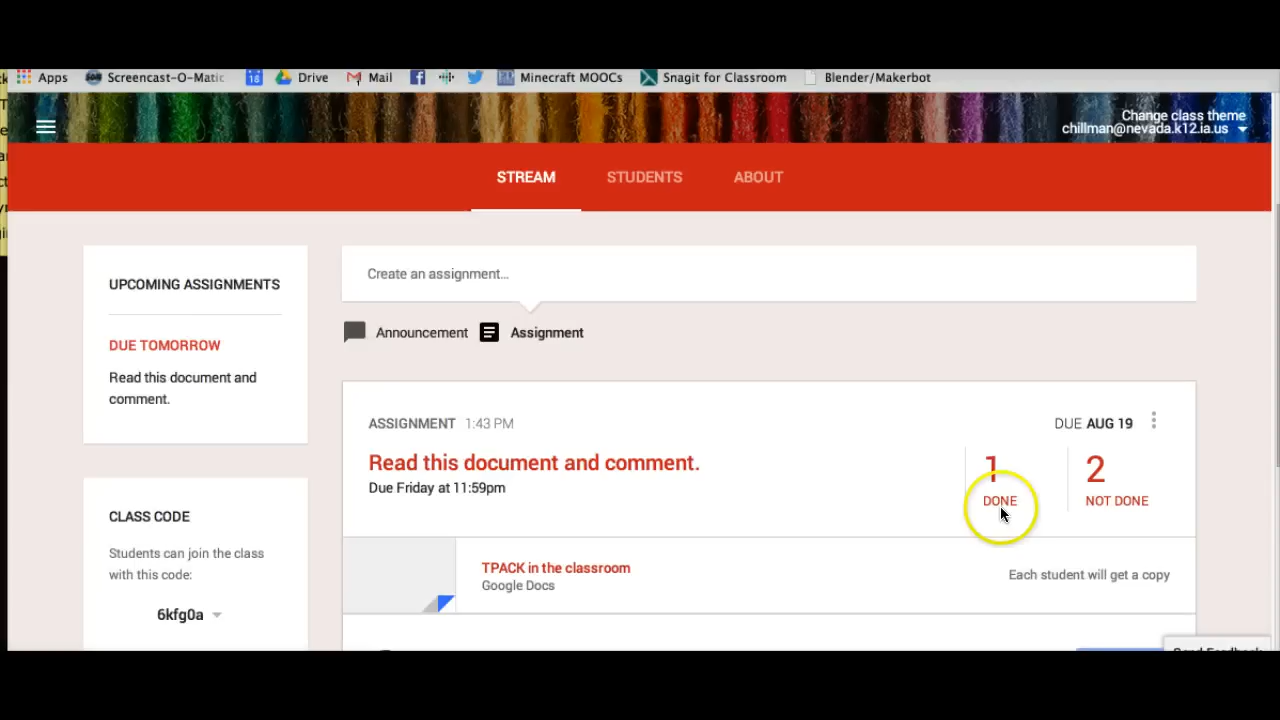 Apps Screencast-O-Matic 18 Drive Mail Minecraft MOOCs Snagit for Classroom Blender/Makerbot
Change class theme
chillman@nevada.k12.ia.us
STREAM STUDENTS ABOUT
UPCOMING ASSIGNMENTS
DUE TOMORROW
Read this document and
comment.
CLASS CODE
Students can join the class
with this code:
6kfg0a
Create an assignment...
Announcement Assignment
ASSIGNMENT 1:43 PM DUE AUG 19
Read this document and comment.
Due Friday at 11:59pm
1 2
DONE NOT DONE
TPACK in the classroom
Google Docs
Each student will get a copy
Send Feedback